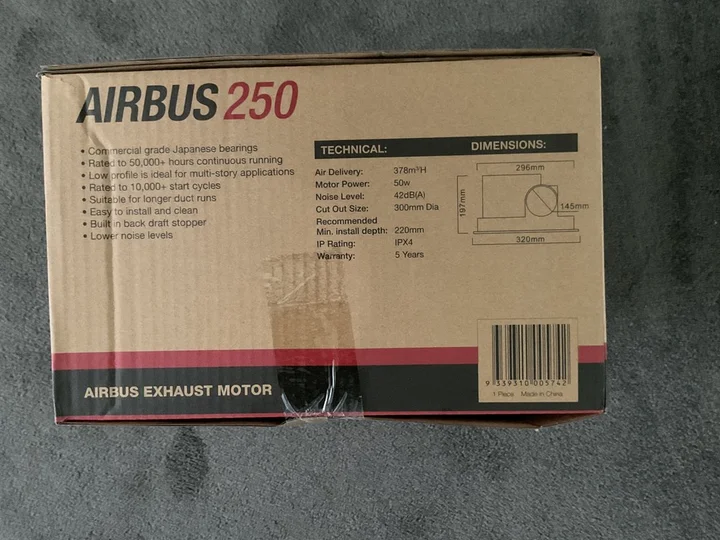 AIRBUS 250
• Commercial grade Japanese bearings
• Rated to 50,000+ hours continuous running
• Low profile is ideal for multi-story applications
• Rated to 10,000+ start cycles
• Suitable for longer duct runs
• Easy to install and clean
• Built in back draft stopper
• Lower noise levels
TECHNICAL: DIMENSIONS:
Air Delivery: 378m³H
Motor Power: 50w
Noise Level: 42dB(A)
Cut Out Size: 300mm Dia
Recommended
Min. install depth: 220mm
IP Rating: IPX4
Warranty: 5 Years
296mm
197mm
145mm
320mm
AIRBUS EXHAUST MOTOR
9 339310 005742
1 Piece Made in China